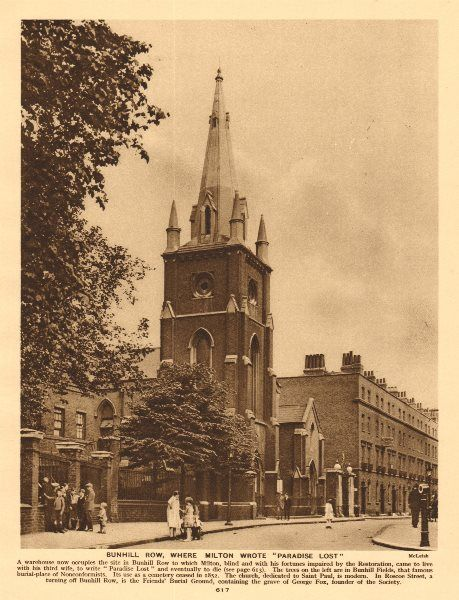 BUNHILL ROW, WHERE MILTON WROTE "PARADISE LOST"
McLeish
A warehouse now occupies the site in Bunhill Row to which Milton, blind and with his fortunes impaired by the Restoration, came to live
with his third wife, to write "Paradise Lost" and eventually to die (see page 613). The trees on the left are in Bunhill Fields, that famous
burial-place of Nonconformists. Its use as a cemetery ceased in 1852. The church, dedicated to Saint Paul, is modern. In Roscoe Street, a
turning off Bunhill Row, is the Friends' Burial Ground, containing the grave of George Fox, founder of the Society.
617